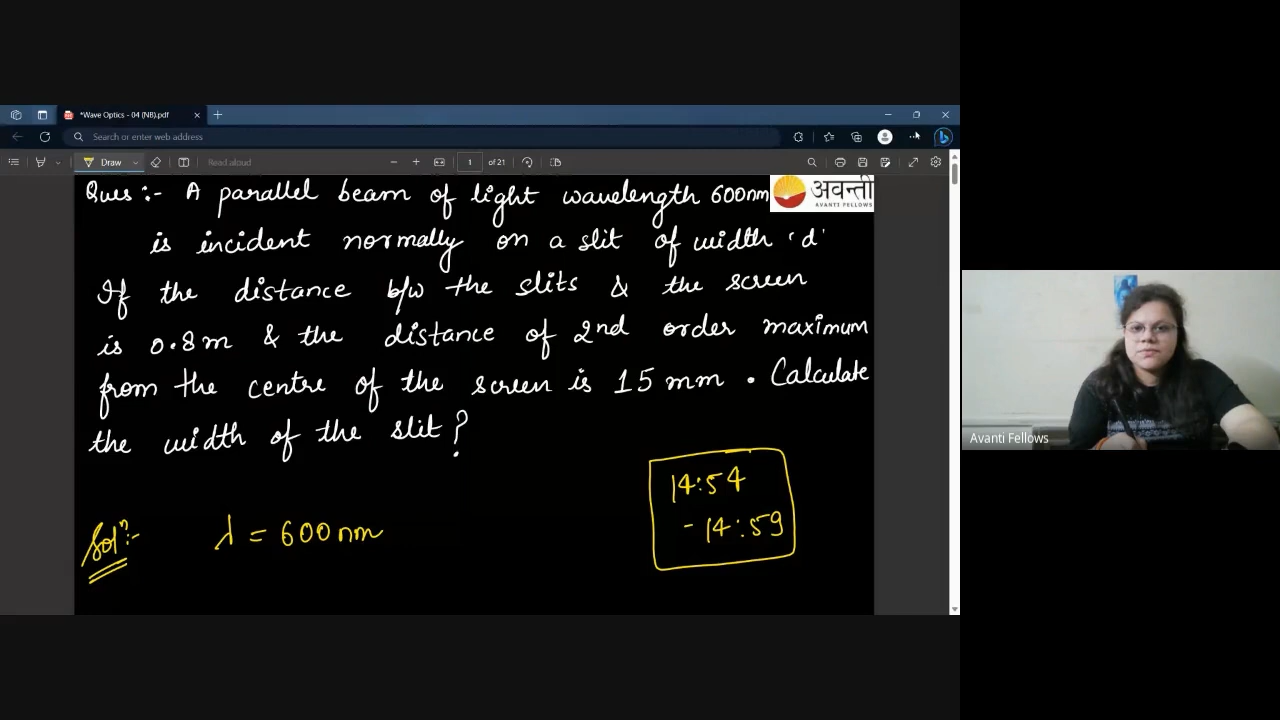 *Wave Optics - 04 (NB).pdf
Search or enter web address
Draw
Read aloud
1 of 21
Ques :- A parallel beam of light wavelength 600nm
अवन्ती
AVANTI FELLOWS
is incident normally on a slit of width 'd'
If the distance b/w the slits & the screen
is 0.8m & the distance of 2nd order maximum
from the centre of the screen is 15 mm. Calculate
the width of the slit?
14:54
- 14:59
Solⁿ:- λ = 600 nm
Avanti Fellows